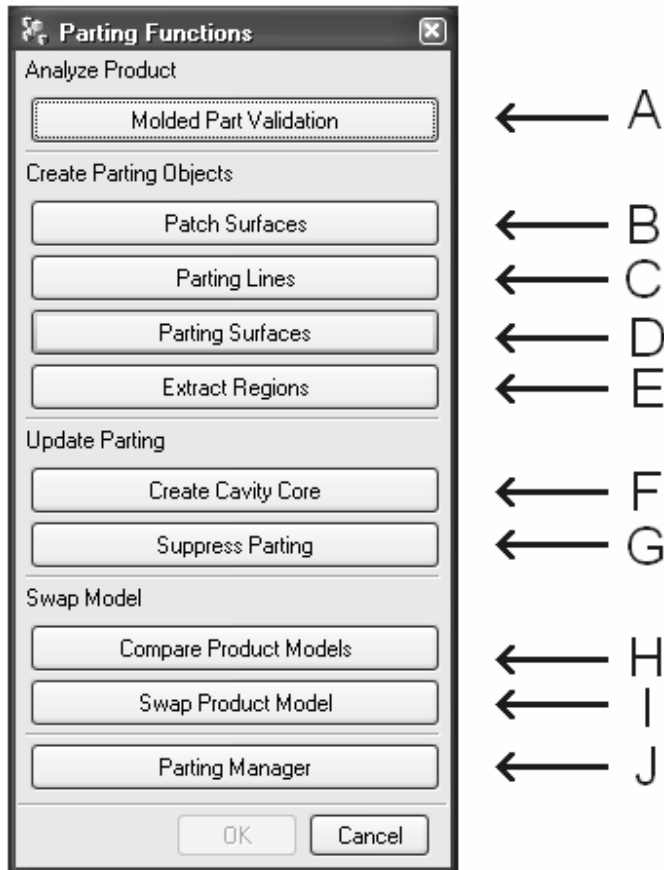 Parting Functions
Analyze Product
Molded Part Validation
A
Create Parting Objects
Patch Surfaces
B
Parting Lines
C
Parting Surfaces
D
Extract Regions
E
Update Parting
Create Cavity Core
F
Suppress Parting
G
Swap Model
Compare Product Models
H
Swap Product Model
I
Parting Manager
J
OK Cancel